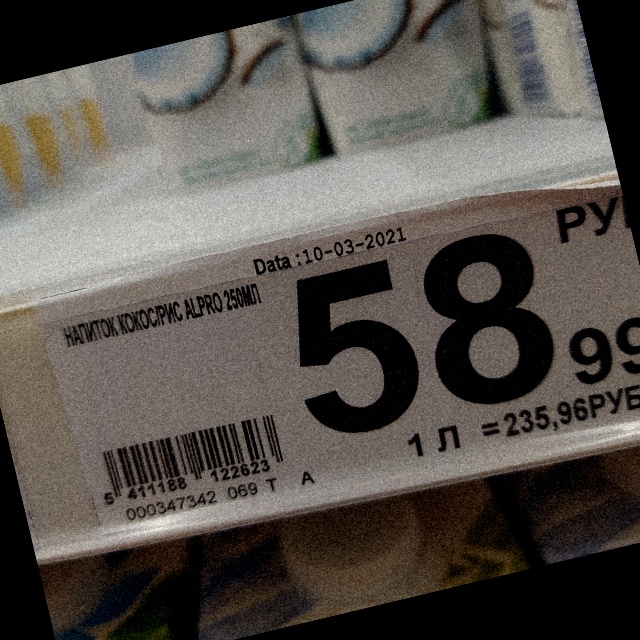 Data :10-03-2021
РУБ
НАПИТОК КОКОС.РИС ALPRO 250МЛ
58 99
1 Л =235,96РУБ
5 411188 122623
000347342 069 Т А